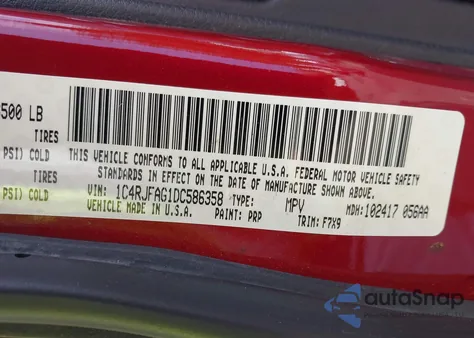 500 LB
TIRES
PSI) COLD
TIRES
PSI) COLD
THIS VEHICLE CONFORMS TO ALL APPLICABLE U.S.A. FEDERAL MOTOR VEHICLE SAFETY
STANDARDS IN EFFECT ON THE DATE OF MANUFACTURE SHOWN ABOVE.
VIN: 1C4RJFAG1DC586358 TYPE: MPV MDH:102417 056AA
VEHICLE MADE IN U.S.A. PAINT: PRP TRIM: F7X9
autoSnap